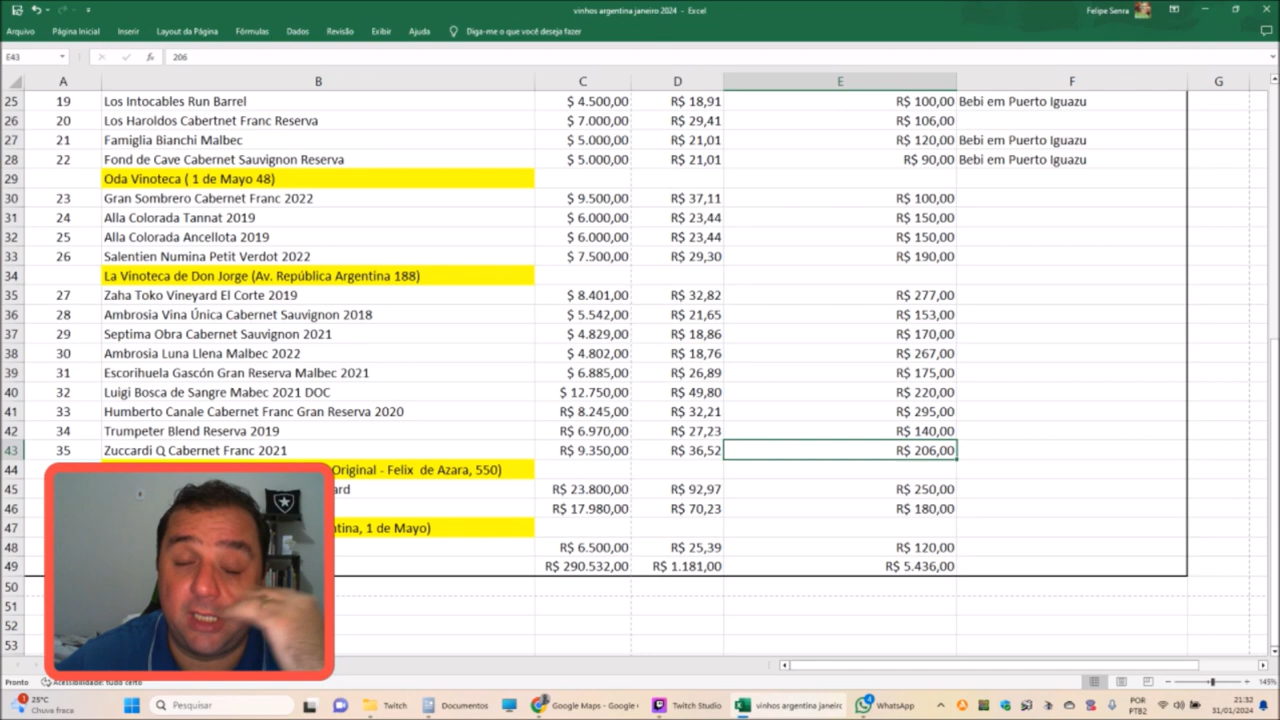 vinhos argentina janeiro 2024 - Excel
Felipe Senra
Arquivo Página Inicial Inserir Layout da Página Fórmulas Dados Revisão Exibir Ajuda Diga-me o que você deseja fazer
E43 fx 206
A B C D E F G
25 19 Los Intocables Run Barrel $ 4.500,00 R$ 18,91 R$ 100,00 Bebi em Puerto Iguazu
26 20 Los Haroldos Cabertnet Franc Reserva $ 7.000,00 R$ 29,41 R$ 106,00
27 21 Famiglia Bianchi Malbec $ 5.000,00 R$ 21,01 R$ 120,00 Bebi em Puerto Iguazu
28 22 Fond de Cave Cabernet Sauvignon Reserva $ 5.000,00 R$ 21,01 R$ 90,00 Bebi em Puerto Iguazu
29 Oda Vinoteca ( 1 de Mayo 48)
30 23 Gran Sombrero Cabernet Franc 2022 $ 9.500,00 R$ 37,11 R$ 100,00
31 24 Alla Colorada Tannat 2019 $ 6.000,00 R$ 23,44 R$ 150,00
32 25 Alla Colorada Ancellota 2019 $ 6.000,00 R$ 23,44 R$ 150,00
33 26 Salentien Numina Petit Verdot 2022 $ 7.500,00 R$ 29,30 R$ 190,00
34 La Vinoteca de Don Jorge (Av. República Argentina 188)
35 27 Zaha Toko Vineyard El Corte 2019 $ 8.401,00 R$ 32,82 R$ 277,00
36 28 Ambrosia Vina Única Cabernet Sauvignon 2018 $ 5.542,00 R$ 21,65 R$ 153,00
37 29 Septima Obra Cabernet Sauvignon 2021 $ 4.829,00 R$ 18,86 R$ 170,00
38 30 Ambrosia Luna Llena Malbec 2022 $ 4.802,00 R$ 18,76 R$ 267,00
39 31 Escorihuela Gascón Gran Reserva Malbec 2021 $ 6.885,00 R$ 26,89 R$ 175,00
40 32 Luigi Bosca de Sangre Mabec 2021 DOC $ 12.750,00 R$ 49,80 R$ 220,00
41 33 Humberto Canale Cabernet Franc Gran Reserva 2020 R$ 8.245,00 R$ 32,21 R$ 295,00
42 34 Trumpeter Blend Reserva 2019 R$ 6.970,00 R$ 27,23 R$ 140,00
43 35 Zuccardi Q Cabernet Franc 2021 R$ 9.350,00 R$ 36,52 R$ 206,00
44 Original - Felix de Azara, 550)
45 ard R$ 23.800,00 R$ 92,97 R$ 250,00
46 R$ 17.980,00 R$ 70,23 R$ 180,00
47 tina, 1 de Mayo)
48 R$ 6.500,00 R$ 25,39 R$ 120,00
49 R$ 290.532,00 R$ 1.181,00 R$ 5.436,00
50
51
52
53
Pronto Acessibilidade: tudo certo 145%
25°C
Chuva fraca
Pesquisar Twitch Documentos Google Maps - Google Twitch Studio vinhos argentina janeir WhatsApp
POR
PTB2
21:32
31/01/2024